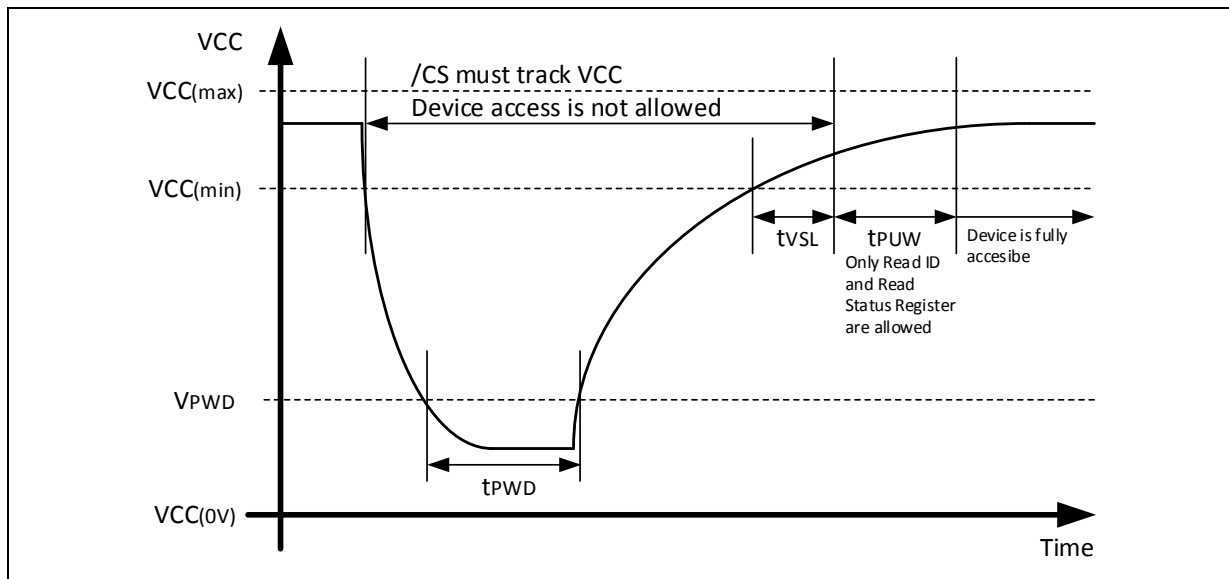 VCC
VCC(max)
/CS must track VCC
Device access is not allowed
VCC(min)
tVSL
tPUW
Device is fully
accesibe
Only Read ID
and Read
Status Register
are allowed
VPWD
tPWD
VCC(0V)
Time